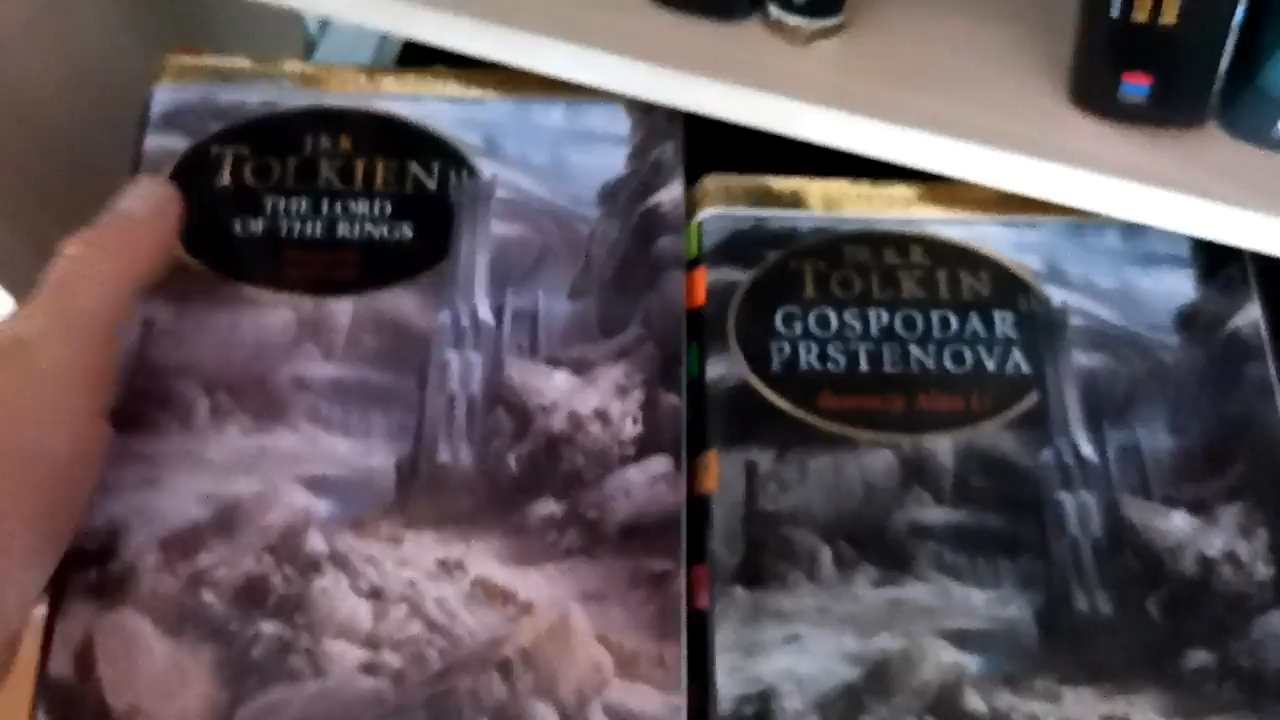 J.R.R.
TOLKIEN
THE LORD
OF THE RINGS
TOLKIN
GOSPODAR
PRSTENOVA